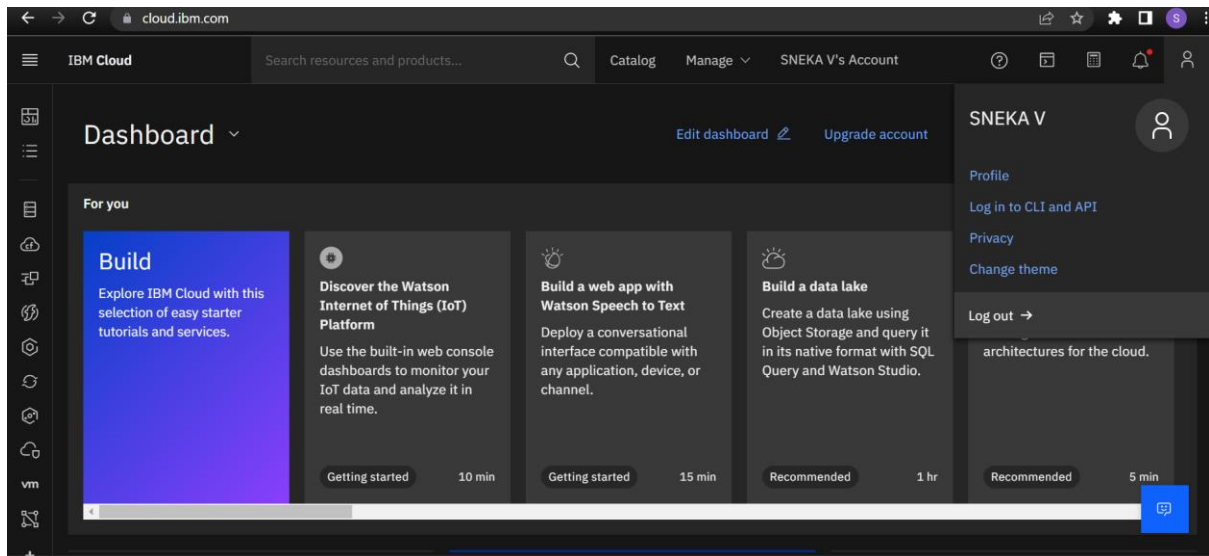 cloud.ibm.com
S
IBM Cloud
Search resources and products...
Catalog
Manage
SNEKA V's Account
Dashboard
Edit dashboard
Upgrade account
SNEKA V
Profile
Log in to CLI and API
Privacy
Change theme
Log out →
For you
Build
Explore IBM Cloud with this
selection of easy starter
tutorials and services.
Discover the Watson
Internet of Things (IoT)
Platform
Use the built-in web console
dashboards to monitor your
IoT data and analyze it in
real time.
Getting started
10 min
Build a web app with
Watson Speech to Text
Deploy a conversational
interface compatible with
any application, device, or
channel.
Getting started
15 min
Build a data lake
Create a data lake using
Object Storage and query it
in its native format with SQL
Query and Watson Studio.
Recommended
1 hr
architectures for the cloud.
Recommended
5 min
vm